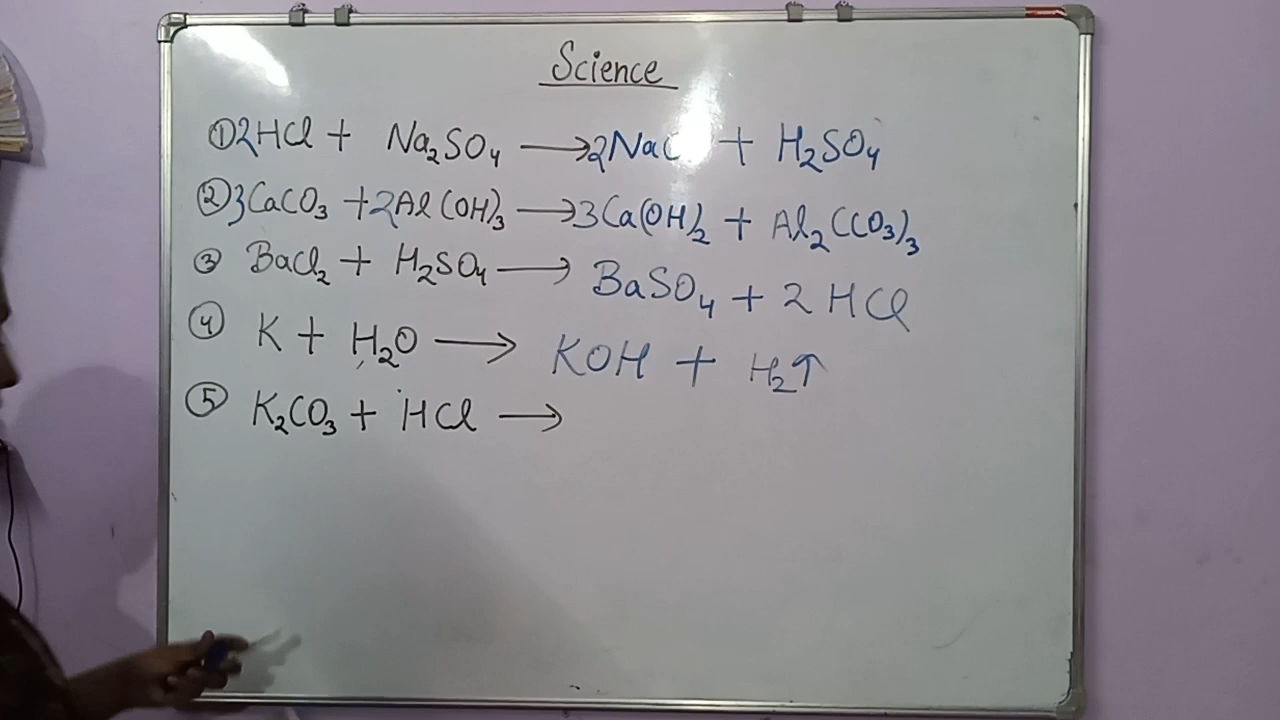 Science
①2HCl + Na₂SO₄ → 2NaC + H₂SO₄
②3CaCO₃ + 2Al(OH)₃ → 3Ca(OH)₂ + Al₂(CO₃)₃
③ BaCl₂ + H₂SO₄ → BaSO₄ + 2HCl
④ K + H₂O → KOH + H₂↑
⑤ K₂CO₃ + HCl →